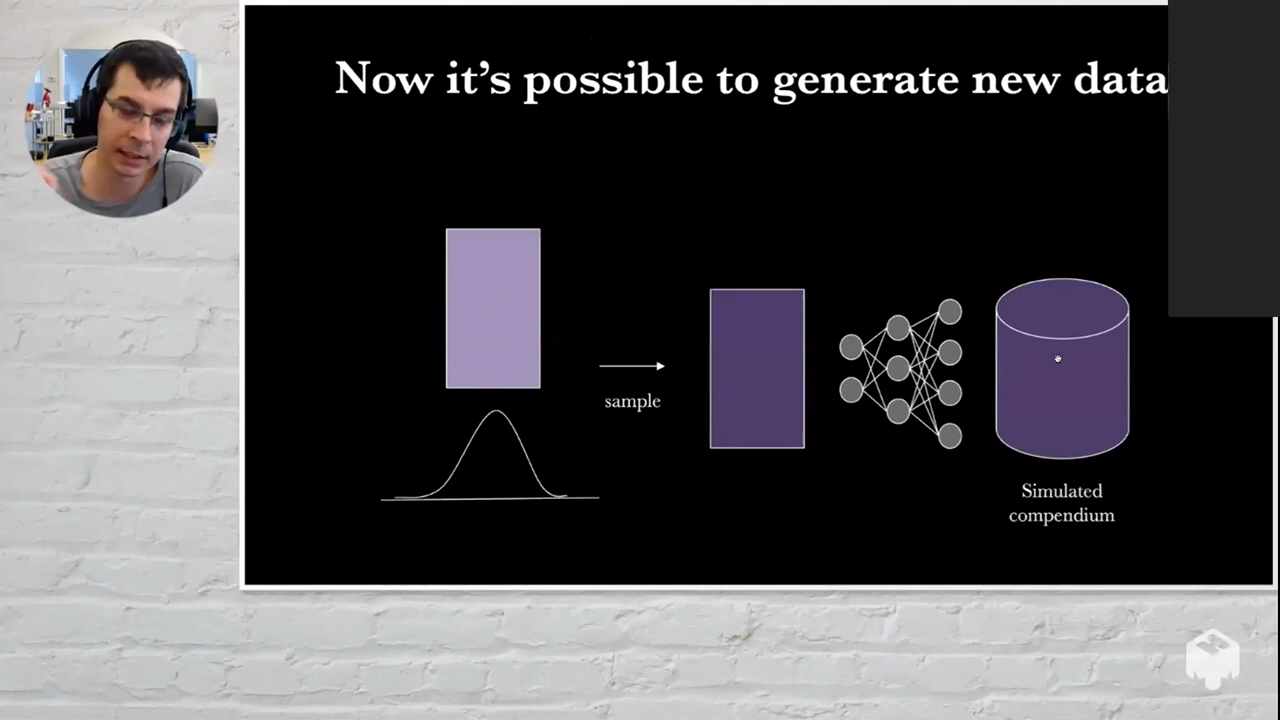 Now it’s possible to generate new data
sample
Simulated
compendium